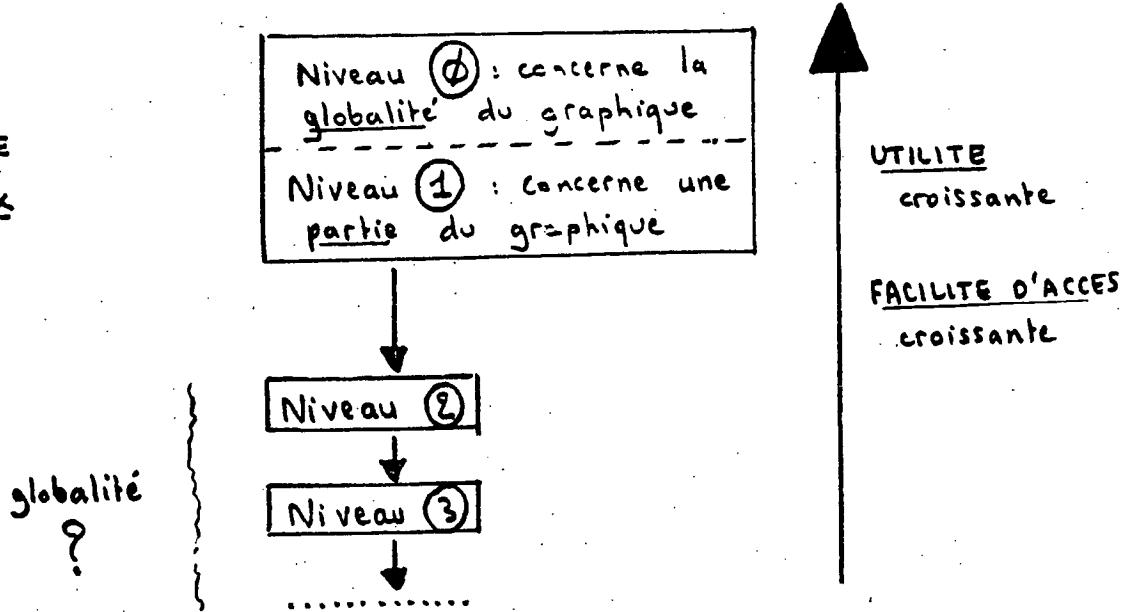 Niveau ϕ : concerne la
globalité du graphique
Niveau 1 : concerne une
partie du graphique
UTILITE
croissante
FACILITE D'ACCES
croissante
Niveau 2
globalité
?
Niveau 3
............